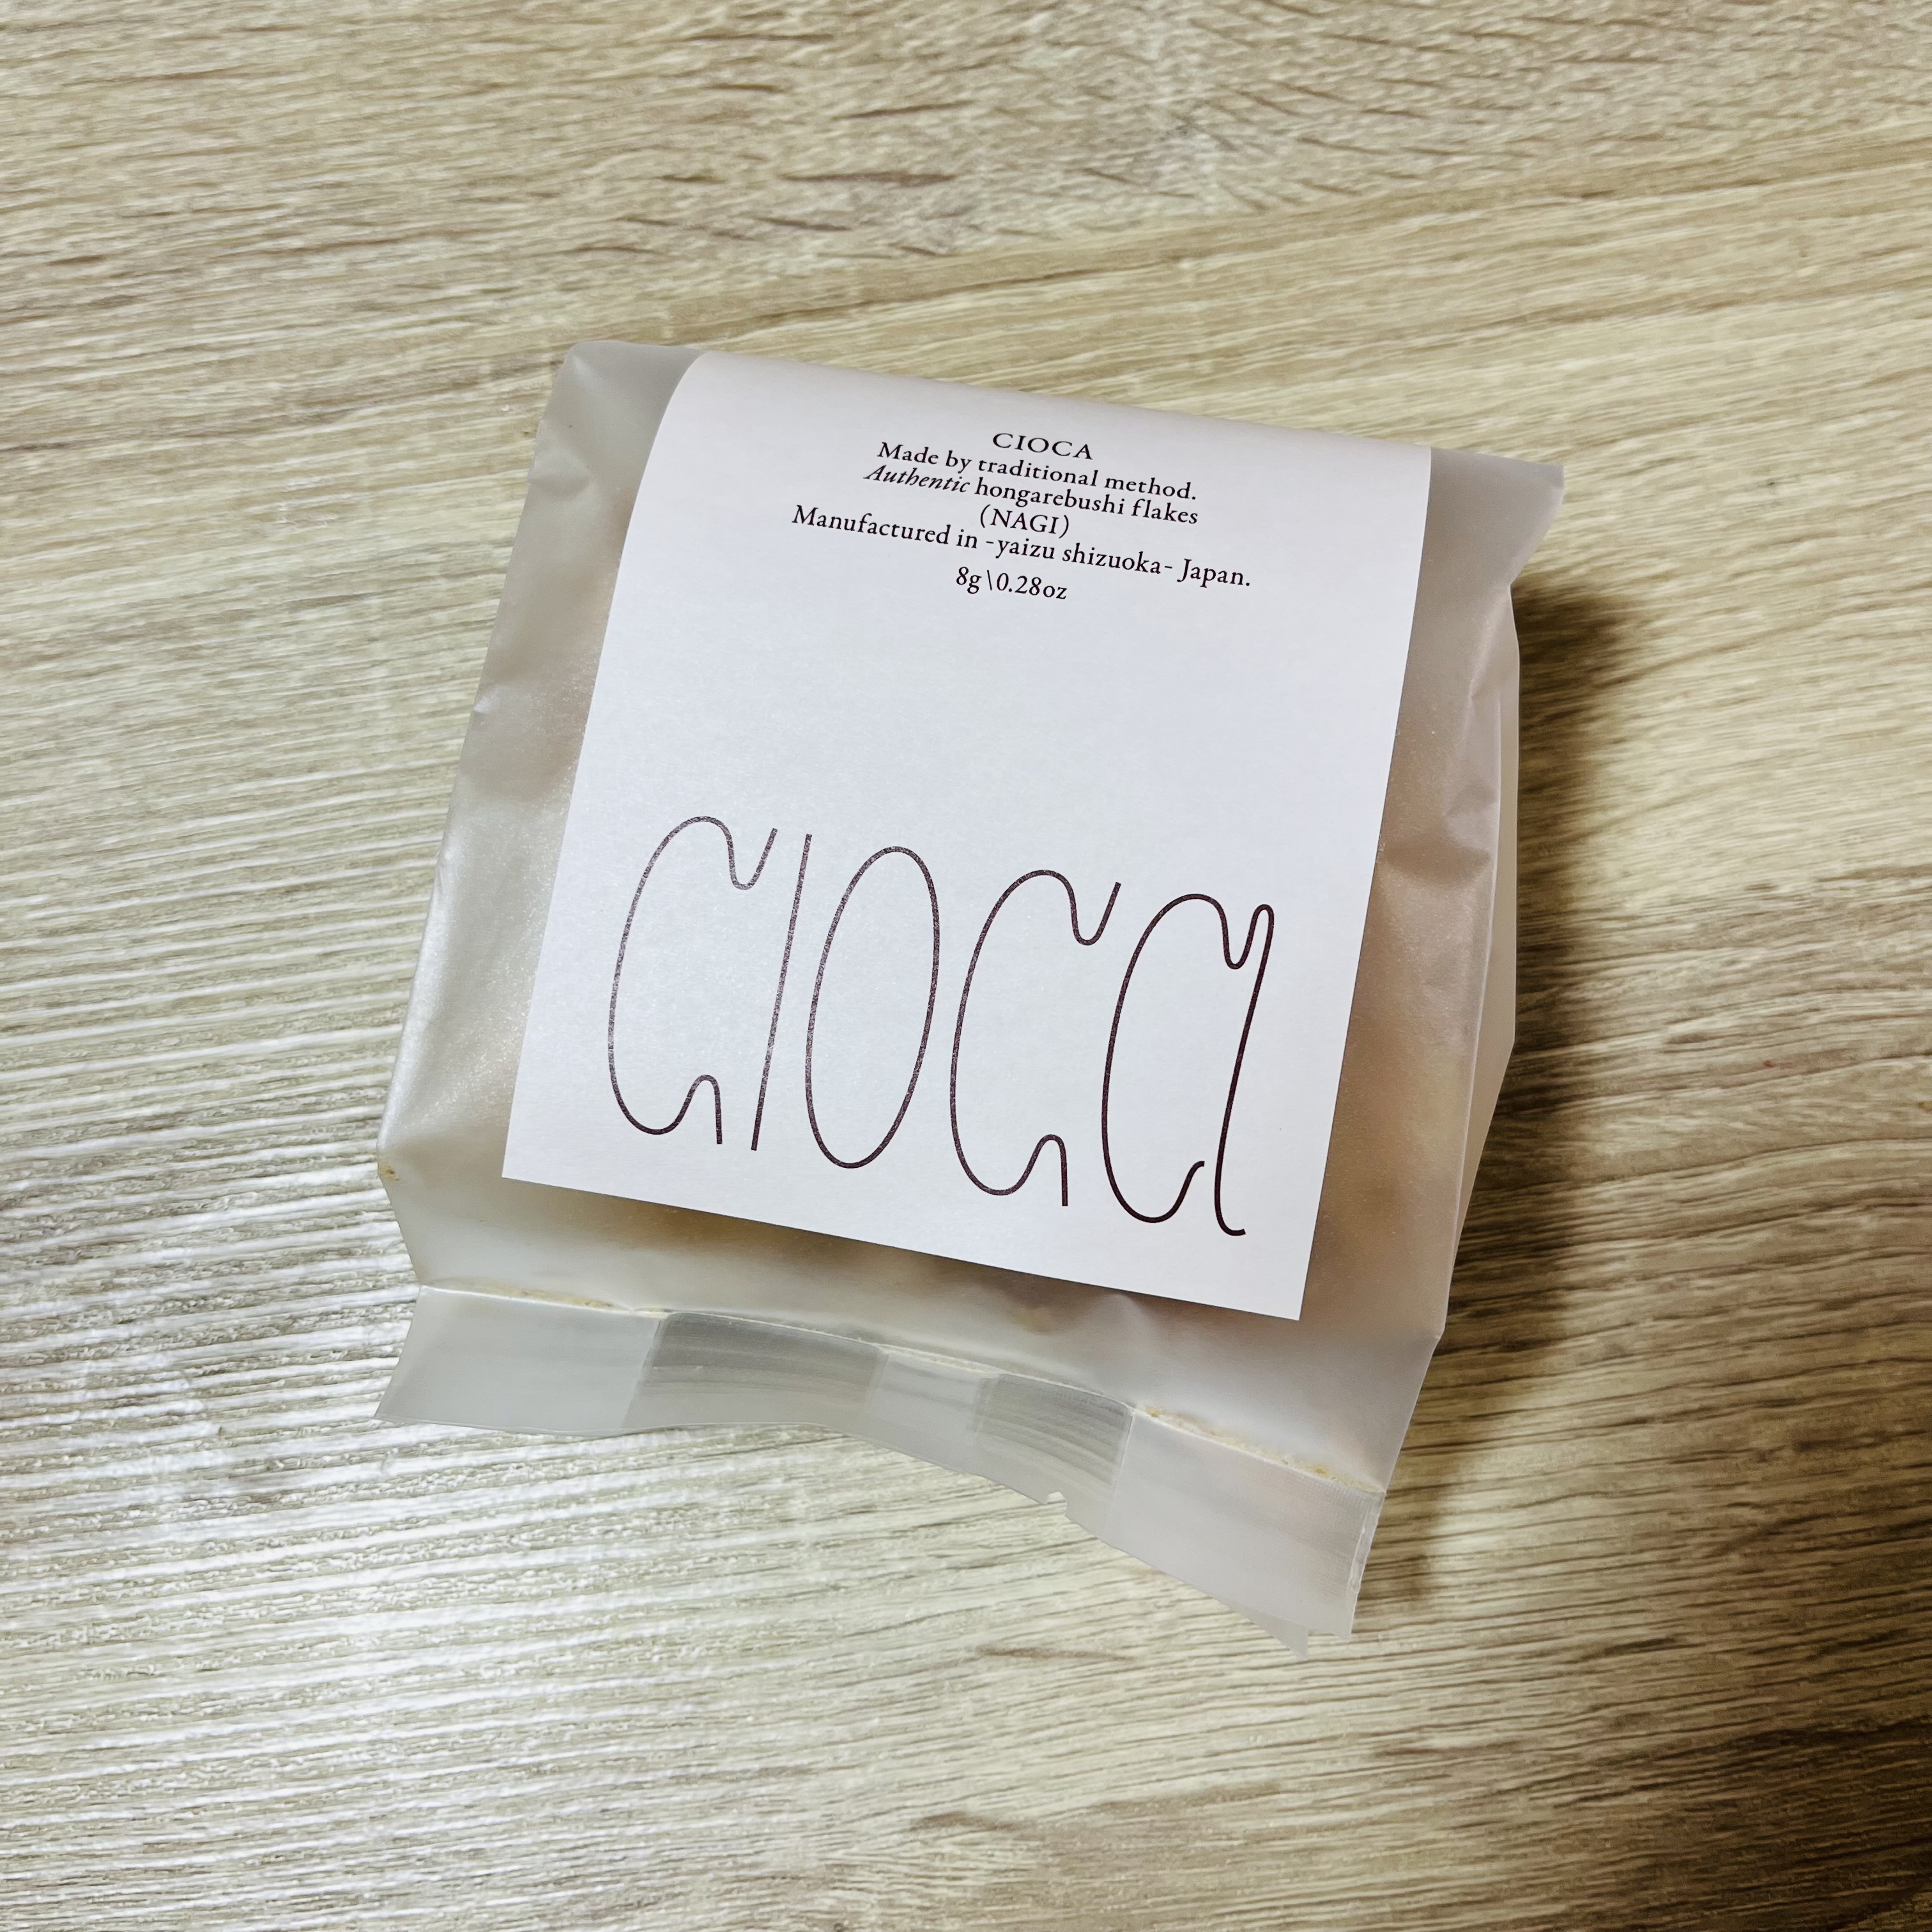 CIOCA
Made by traditional method.
Authentic hongarebushi flakes
(NAGI)
Manufactured in -yaizu shizuoka- Japan.
8g\0.28oz
CIOCA